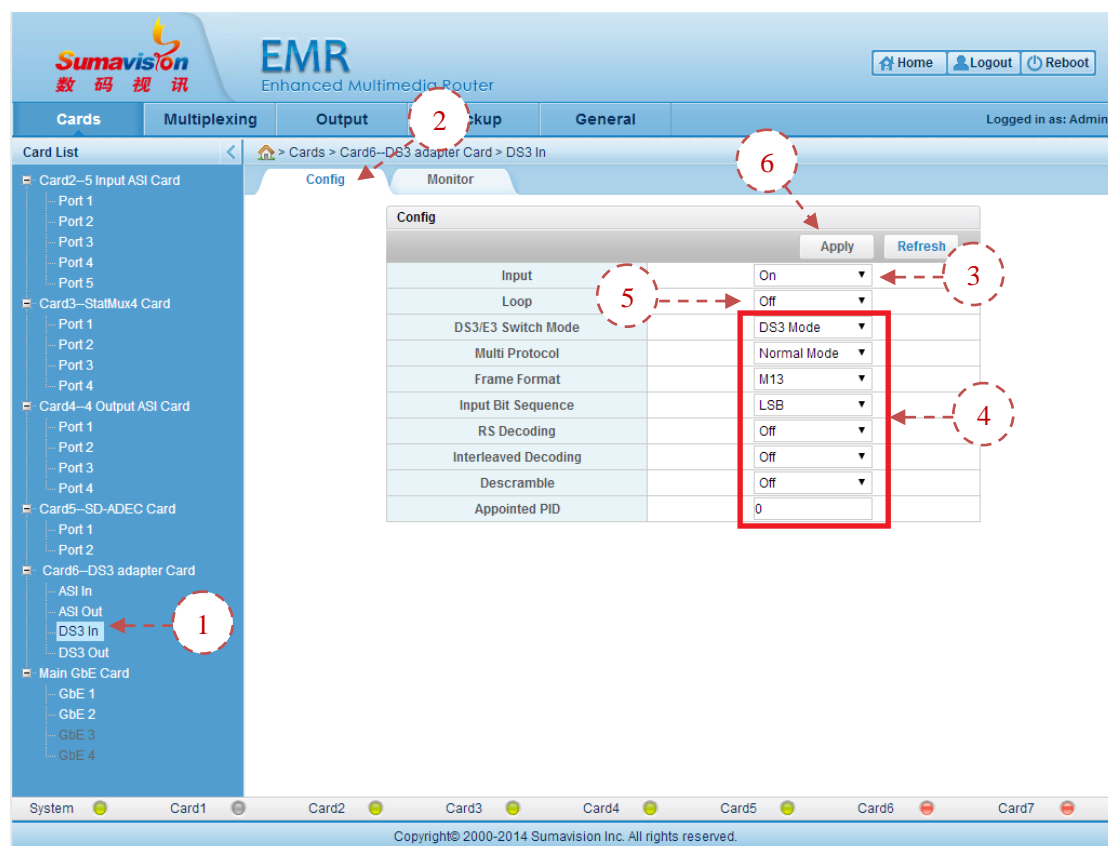 Sumavision
数码视讯
EMR
Enhanced Multimedia Router
Home Logout Reboot
Cards Multiplexing Output 2 ckup General Logged in as: Admin
Card List
> Cards > Card6--DS3 adapter Card > DS3 In
6
Config Monitor
Card2--5 Input ASI Card
Port 1
Port 2
Port 3
Port 4
Port 5
Card3--StatMux4 Card
Port 1
Port 2
Port 3
Port 4
Card4--4 Output ASI Card
Port 1
Port 2
Port 3
Port 4
Card5--SD-ADEC Card
Port 1
Port 2
Card6--DS3 adapter Card
ASI In
ASI Out
DS3 In
DS3 Out
1
Main GbE Card
GbE 1
GbE 2
GbE 3
GbE 4
Config
Apply Refresh
Input On 3
Loop 5 Off
DS3/E3 Switch Mode DS3 Mode
Multi Protocol Normal Mode
Frame Format M13
Input Bit Sequence LSB 4
RS Decoding Off
Interleaved Decoding Off
Descramble Off
Appointed PID 0
System Card1 Card2 Card3 Card4 Card5 Card6 Card7
Copyright© 2000-2014 Sumavision Inc. All rights reserved.